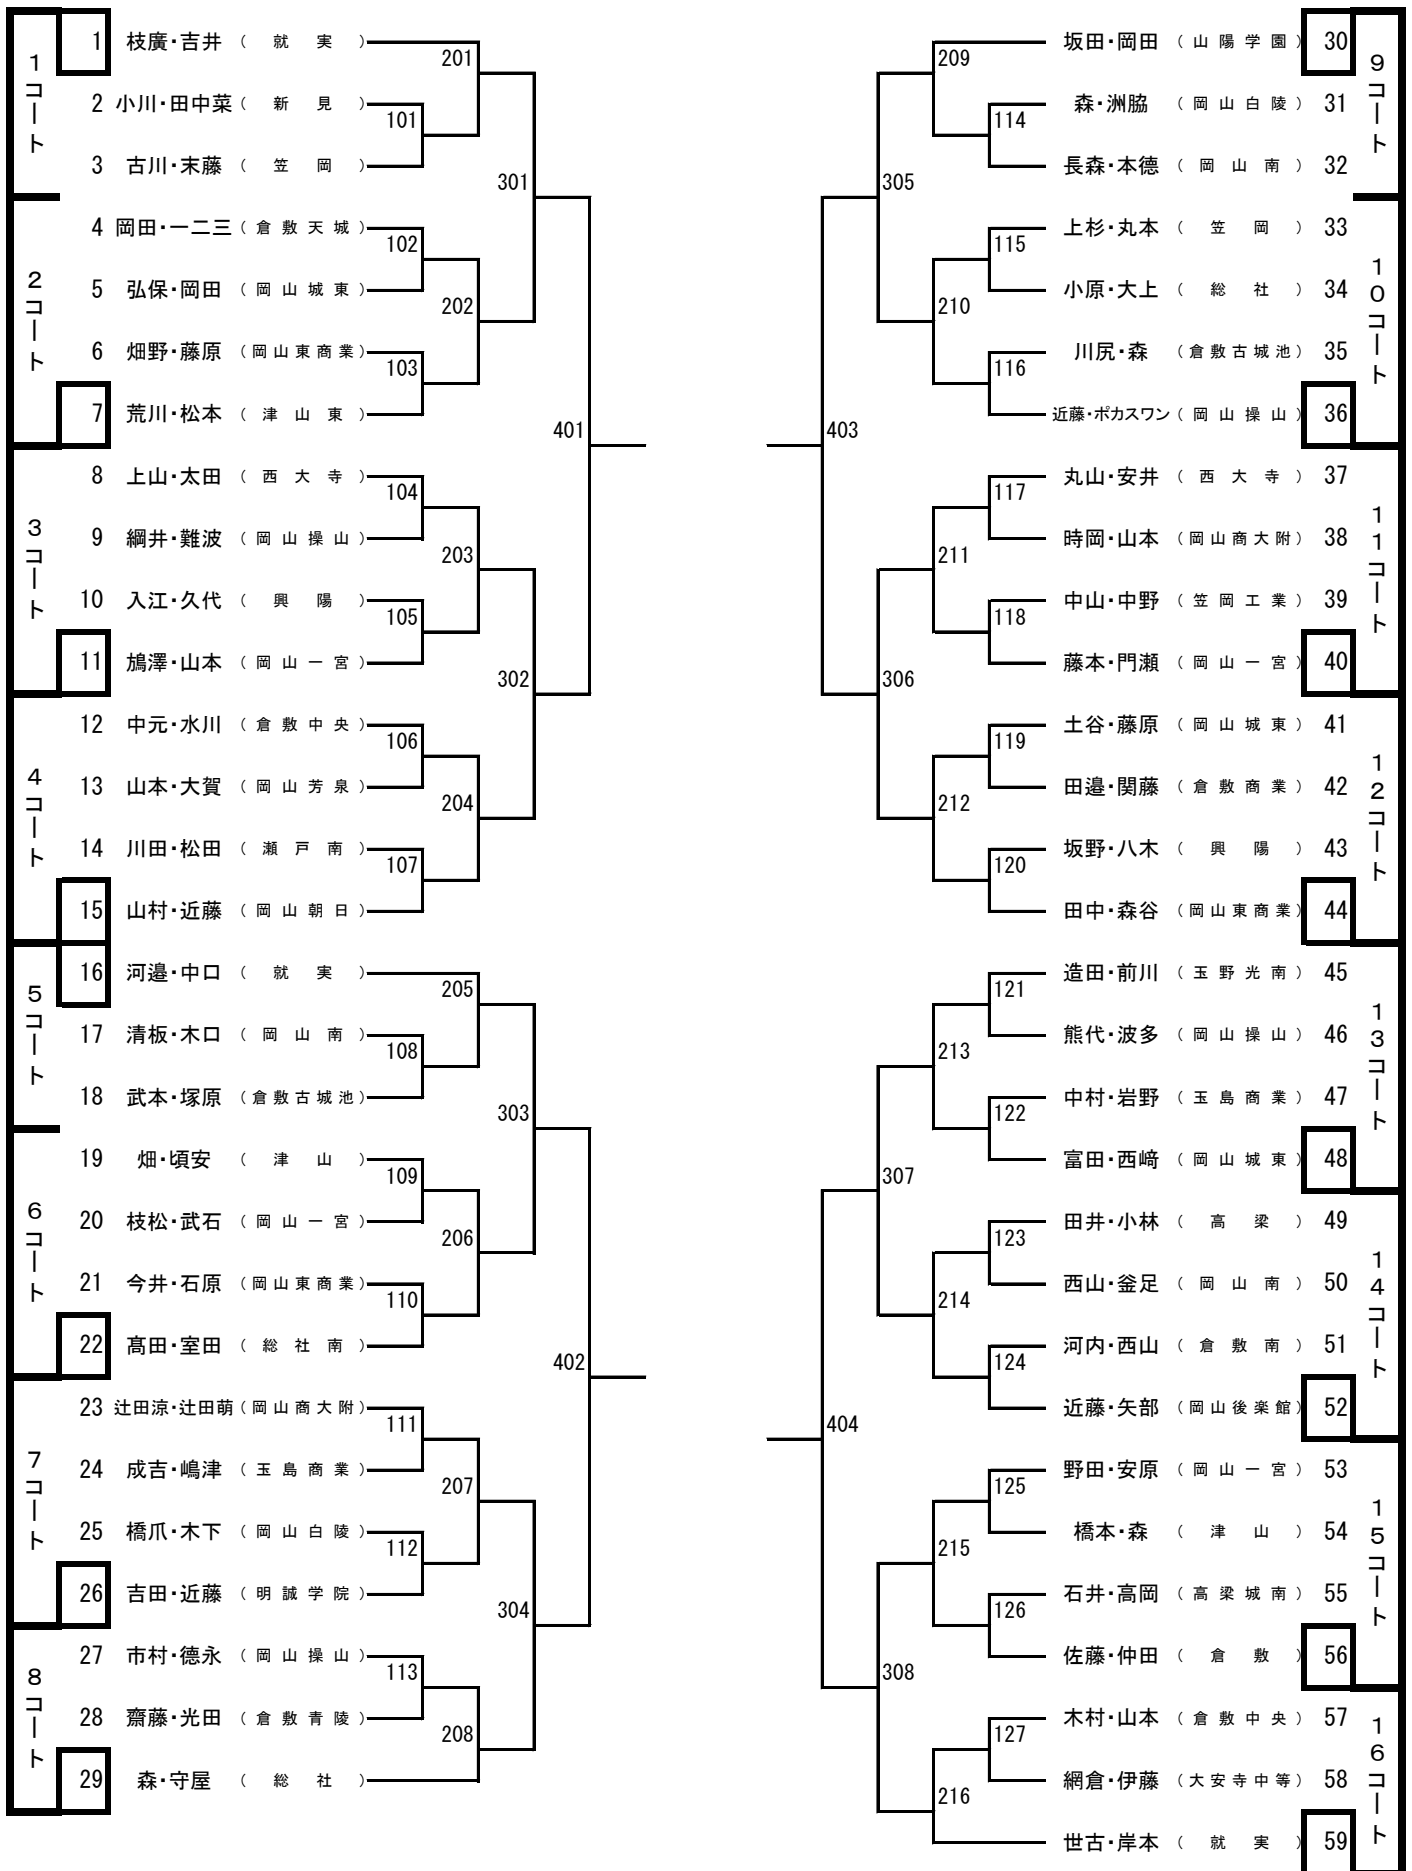 1コート
1 枝廣・吉井 (就実)
2 小川・田中菜 (新見)
3 古川・末藤 (笠岡)
2コート
4 岡田・一二三 (倉敷天城)
5 弘保・岡田 (岡山城東)
6 畑野・藤原 (岡山東商業)
7 荒川・松本 (津山東)
3コート
8 上山・太田 (西大寺)
9 綱井・難波 (岡山操山)
10 入江・久代 (興陽)
11 鳩澤・山本 (岡山一宮)
4コート
12 中元・水川 (倉敷中央)
13 山本・大賀 (岡山芳泉)
14 川田・松田 (瀬戸南)
15 山村・近藤 (岡山朝日)
5コート
16 河邉・中口 (就実)
17 清板・木口 (岡山南)
18 武本・塚原 (倉敷古城池)
6コート
19 畑・頃安 (津山)
20 枝松・武石 (岡山一宮)
21 今井・石原 (岡山東商業)
22 髙田・室田 (総社南)
7コート
23 辻田涼・辻田萌 (岡山商大附)
24 成吉・嶋津 (玉島商業)
25 橋爪・木下 (岡山白陵)
26 吉田・近藤 (明誠学院)
8コート
27 市村・德永 (岡山操山)
28 齋藤・光田 (倉敷青陵)
29 森・守屋 (総社)
101
102
103
104
105
106
107
108
109
110
111
112
113
201
202
203
204
205
206
207
208
301
302
303
304
401
402
9コート
坂田・岡田 (山陽学園) 30
森・洲脇 (岡山白陵) 31
長森・本德 (岡山南) 32
10コート
上杉・丸本 (笠岡) 33
小原・大上 (総社) 34
川尻・森 (倉敷古城池) 35
近藤・ポカスワン (岡山操山) 36
11コート
丸山・安井 (西大寺) 37
時岡・山本 (岡山商大附) 38
中山・中野 (笠岡工業) 39
藤本・門瀬 (岡山一宮) 40
12コート
土谷・藤原 (岡山城東) 41
田邉・関藤 (倉敷商業) 42
坂野・八木 (興陽) 43
田中・森谷 (岡山東商業) 44
13コート
造田・前川 (玉野光南) 45
熊代・波多 (岡山操山) 46
中村・岩野 (玉島商業) 47
富田・西﨑 (岡山城東) 48
14コート
田井・小林 (高梁) 49
西山・釜足 (岡山南) 50
河内・西山 (倉敷南) 51
近藤・矢部 (岡山後楽館) 52
15コート
野田・安原 (岡山一宮) 53
橋本・森 (津山) 54
石井・高岡 (高梁城南) 55
佐藤・仲田 (倉敷) 56
16コート
木村・山本 (倉敷中央) 57
網倉・伊藤 (大安寺中等) 58
世古・岸本 (就実) 59
114
115
116
117
118
119
120
121
122
123
124
125
126
127
209
210
211
212
213
214
215
216
305
306
307
308
403
404